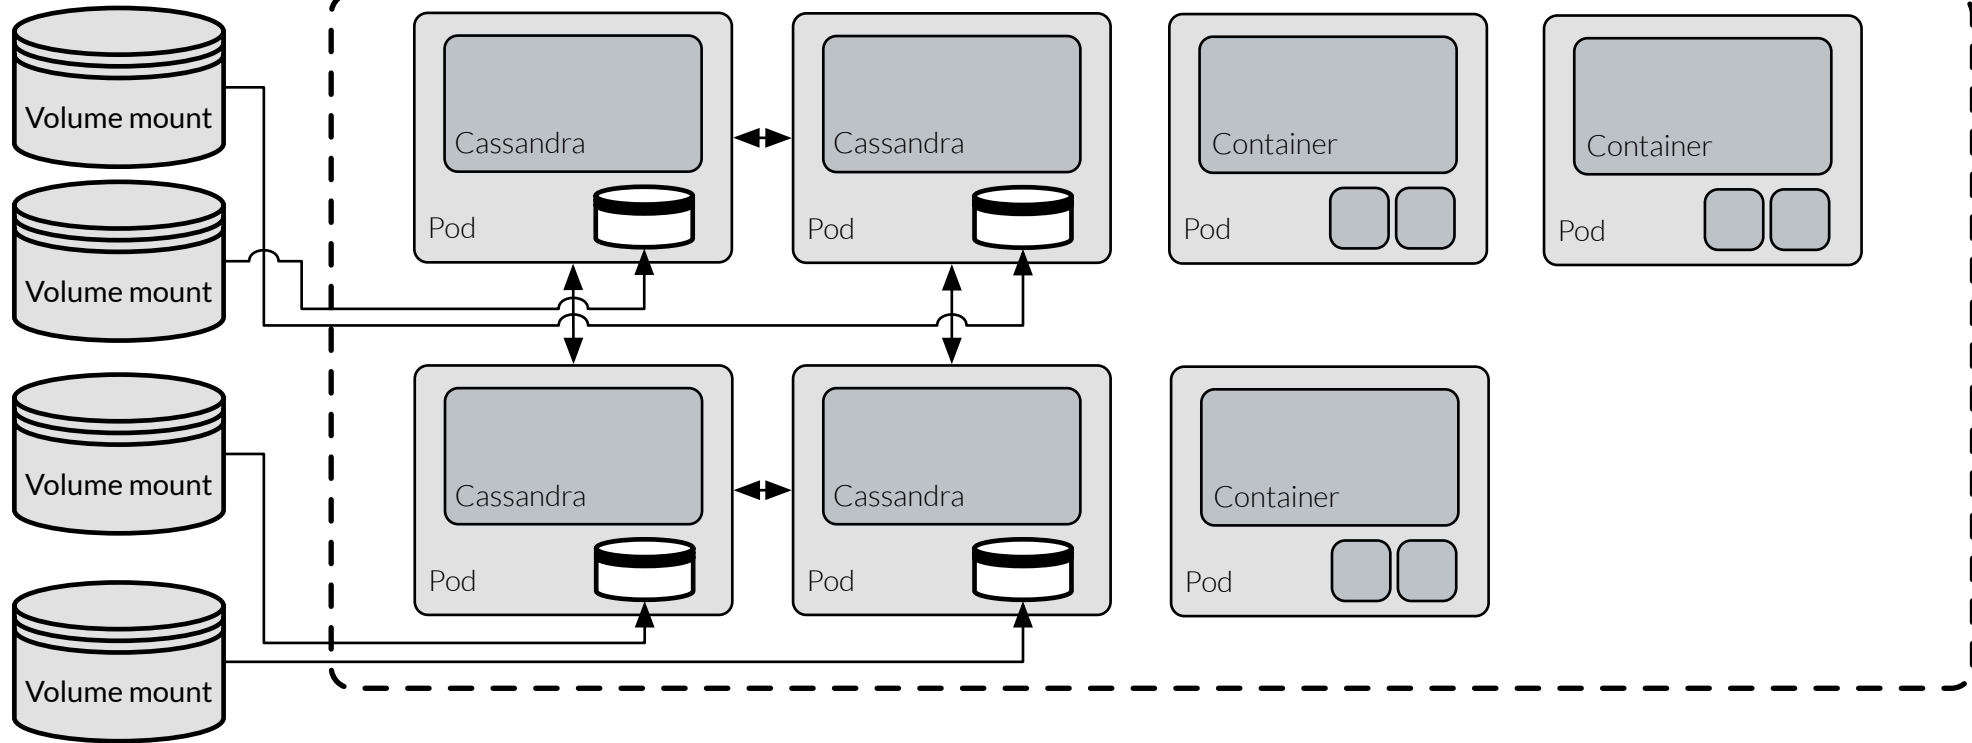 Volume mount
Cassandra
Pod
Cassandra
Pod
Container
Pod
Container
Pod
Volume mount
Volume mount
Cassandra
Pod
Cassandra
Pod
Container
Pod
Volume mount